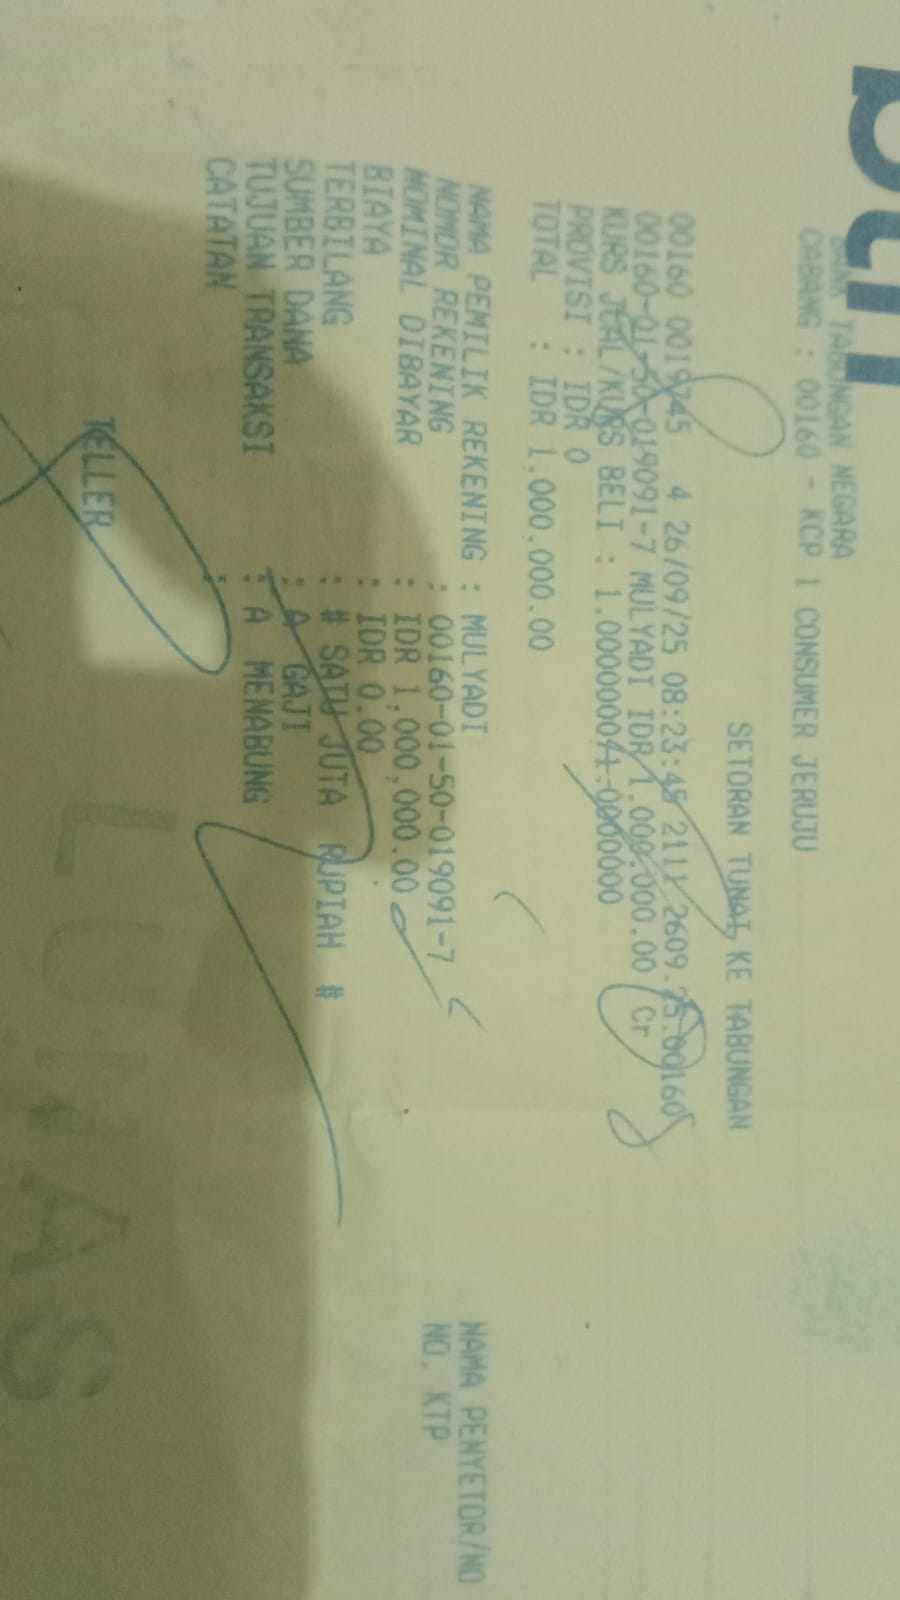 btn
BANK TABUNGAN NEGARA
CABANG : 00160 - KCP 1 CONSUMER JERUJU
SETORAN TUNAI KE TABUNGAN
00160 0019745 4 26/09/25 08:23:45 2111 2609.25.00160
00160-01-50-019091-7 MULYADI IDR 1.000.000.00 Cr
KURS JUAL/KURS BELI : 1.0000000
PROVISI : IDR 0
TOTAL : IDR 1.000.000.00
NAMA PEMILIK REKENING : MULYADI
NOMOR REKENING : 00160-01-50-019091-7
NOMINAL DIBAYAR : IDR 1.000.000.00
BIAYA : IDR 0.00
TERBILANG : # SATU JUTA RUPIAH #
SUMBER DANA : A GAJI
TUJUAN TRANSAKSI : A MENABUNG
CATATAN :
NAMA PENYETOR/NO
NO. KTP
TELLER
LUNAS